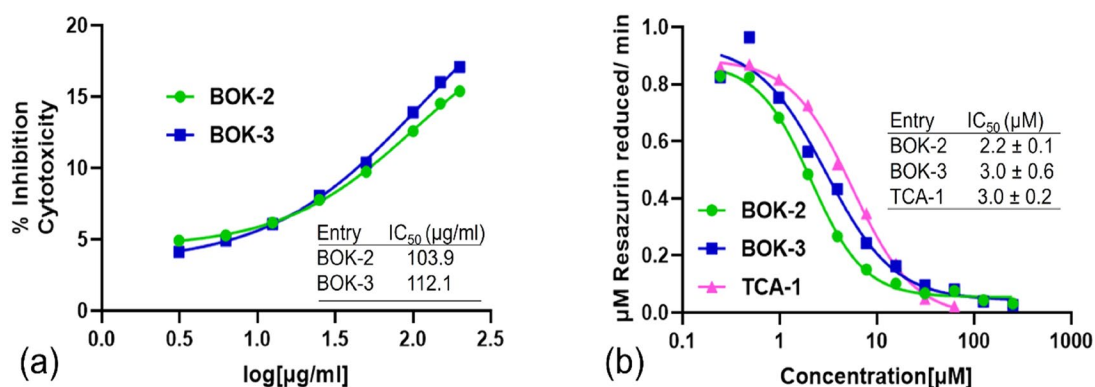 % Inhibition
Cytotoxicity
20
15
10
5
0
BOK-2
BOK-3
Entry IC50 (µg/ml)
BOK-2 103.9
BOK-3 112.1
0.0 0.5 1.0 1.5 2.0 2.5
log[µg/ml]
(a)
µM Resazurin reduced/ min
1.0
0.8
0.6
0.4
0.2
0.0
Entry IC50 (µM)
BOK-2 2.2 ± 0.1
BOK-3 3.0 ± 0.6
TCA-1 3.0 ± 0.2
BOK-2
BOK-3
TCA-1
0.1 1 10 100 1000
Concentration[µM]
(b)